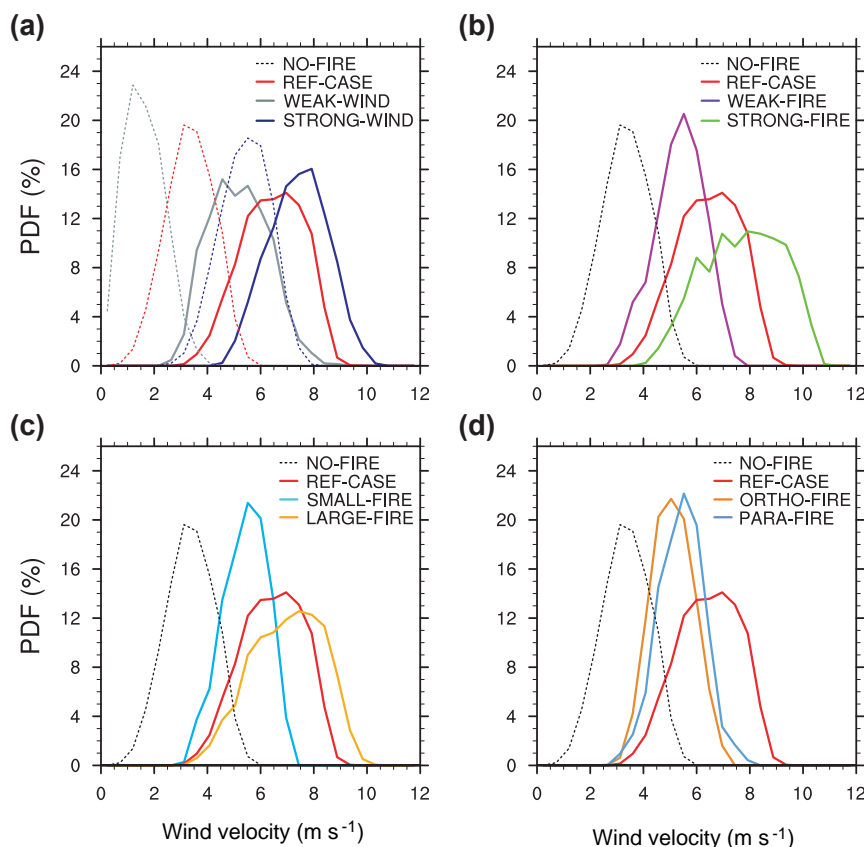 (a)
(b)
24
20
16
12
8
4
0
PDF (%)
NO-FIRE
REF-CASE
WEAK-WIND
STRONG-WIND
0 2 4 6 8 10 12
24
20
16
12
8
4
0
NO-FIRE
REF-CASE
WEAK-FIRE
STRONG-FIRE
0 2 4 6 8 10 12
(c)
(d)
24
20
16
12
8
4
0
PDF (%)
NO-FIRE
REF-CASE
SMALL-FIRE
LARGE-FIRE
0 2 4 6 8 10 12
Wind velocity (m s⁻¹)
24
20
16
12
8
4
0
NO-FIRE
REF-CASE
ORTHO-FIRE
PARA-FIRE
0 2 4 6 8 10 12
Wind velocity (m s⁻¹)